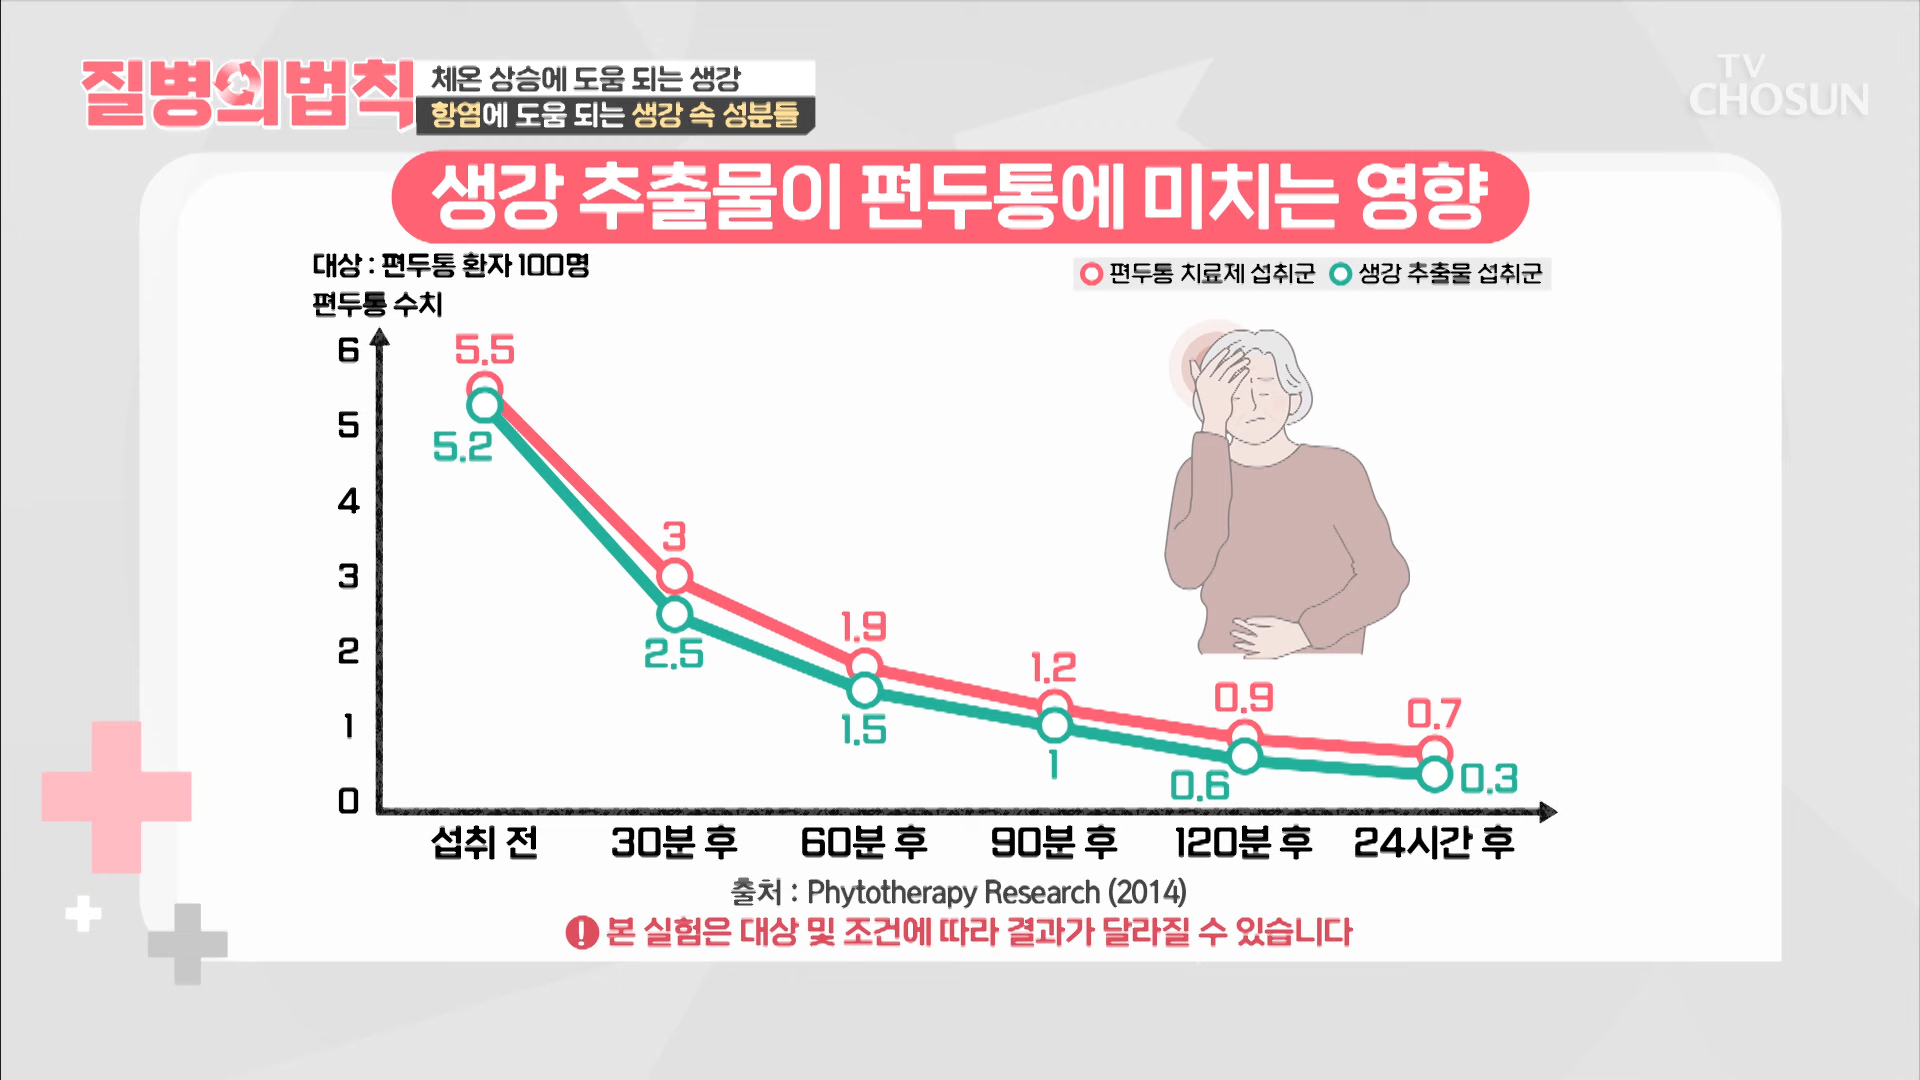 질병의법칙
체온 상승에 도움 되는 생강
항염에 도움 되는 생강 속 성분들
TV CHOSUN
생강 추출물이 편두통에 미치는 영향
대상 : 편두통 환자 100명
편두통 수치
편두통 치료제 섭취군 생강 추출물 섭취군
6
5
4
3
2
1
0
5.5
5.2
3
2.5
1.9
1.5
1.2
1
0.9
0.6
0.7
0.3
섭취 전 30분 후 60분 후 90분 후 120분 후 24시간 후
출처 : Phytotherapy Research (2014)
! 본 실험은 대상 및 조건에 따라 결과가 달라질 수 있습니다